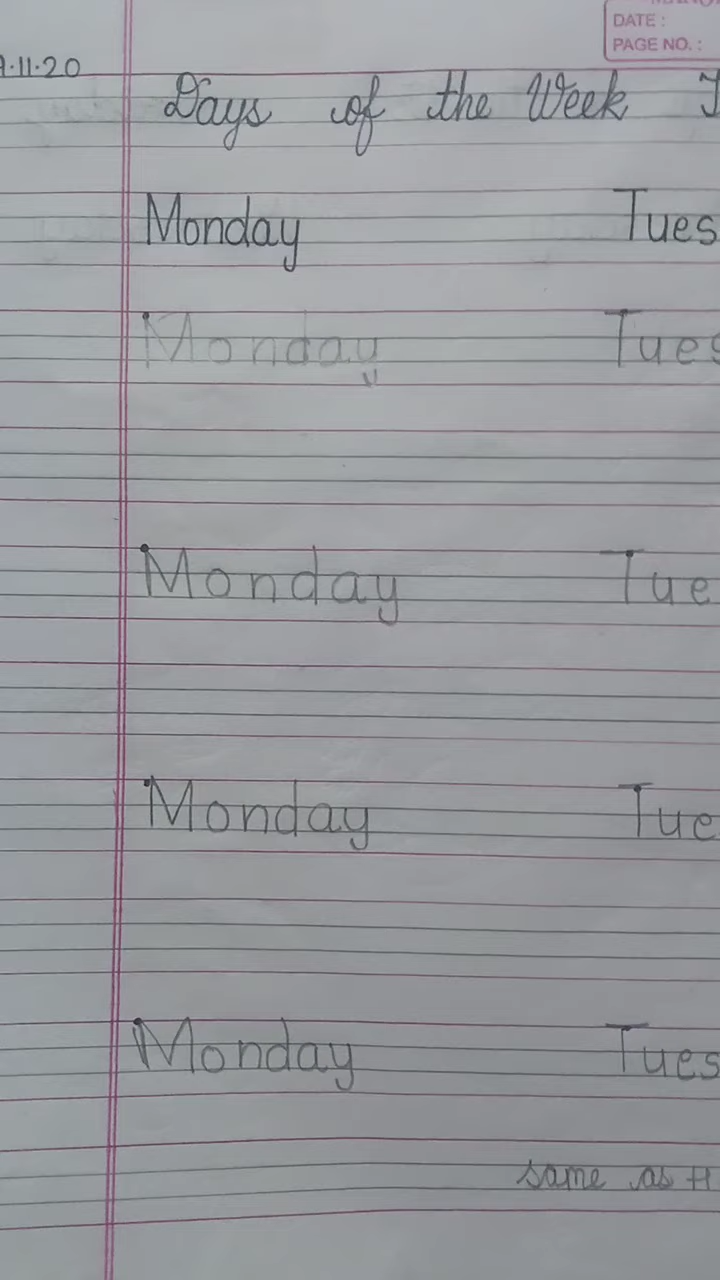 DATE :
PAGE NO. :
9.11.20
Days of the Week
Monday Tues
Monday Tues
Monday Tue
Monday Tue
Monday Tues
same as